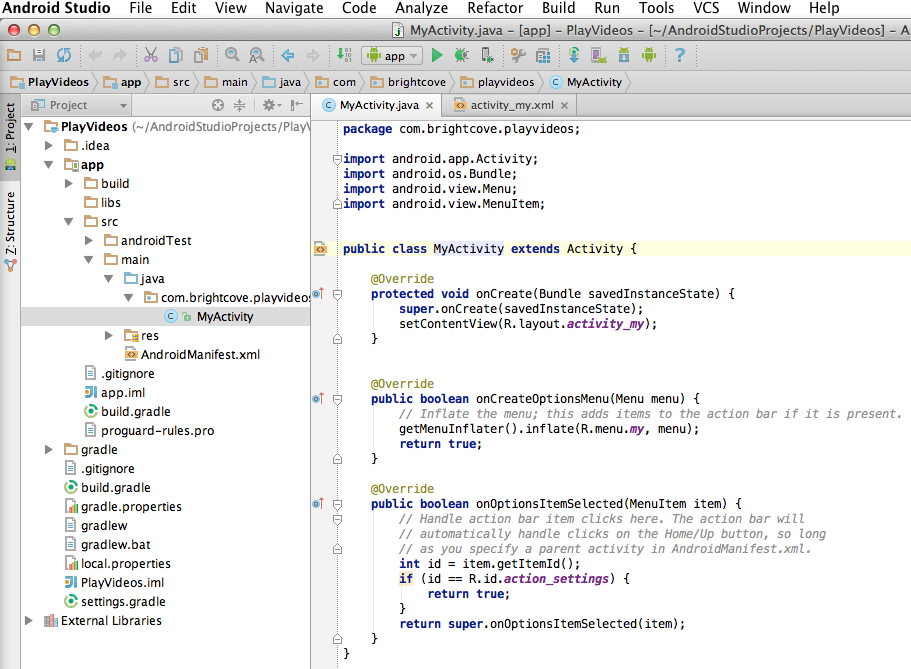 Android Studio File Edit View Navigate Code Analyze Refactor Build Run Tools VCS Window Help
MyActivity.java – [app] – PlayVideos – [~/AndroidStudioProjects/PlayVideos] – A
app
?
PlayVideos app src main java com brightcove playvideos MyActivity
1: Project
Z: Structure
Project
PlayVideos (~/AndroidStudioProjects/PlayV
.idea
app
build
libs
src
androidTest
main
java
com.brightcove.playvideos
MyActivity
res
AndroidManifest.xml
.gitignore
app.iml
build.gradle
proguard-rules.pro
gradle
.gitignore
build.gradle
gradle.properties
gradlew
gradlew.bat
local.properties
PlayVideos.iml
settings.gradle
External Libraries
MyActivity.java × activity_my.xml ×
package com.brightcove.playvideos;
import android.app.Activity;
import android.os.Bundle;
import android.view.Menu;
import android.view.MenuItem;
public class MyActivity extends Activity {
@Override
protected void onCreate(Bundle savedInstanceState) {
super.onCreate(savedInstanceState);
setContentView(R.layout.activity_my);
}
@Override
public boolean onCreateOptionsMenu(Menu menu) {
// Inflate the menu; this adds items to the action bar if it is present.
getMenuInflater().inflate(R.menu.my, menu);
return true;
}
@Override
public boolean onOptionsItemSelected(MenuItem item) {
// Handle action bar item clicks here. The action bar will
// automatically handle clicks on the Home/Up button, so long
// as you specify a parent activity in AndroidManifest.xml.
int id = item.getItemId();
if (id == R.id.action_settings) {
return true;
}
return super.onOptionsItemSelected(item);
}
}